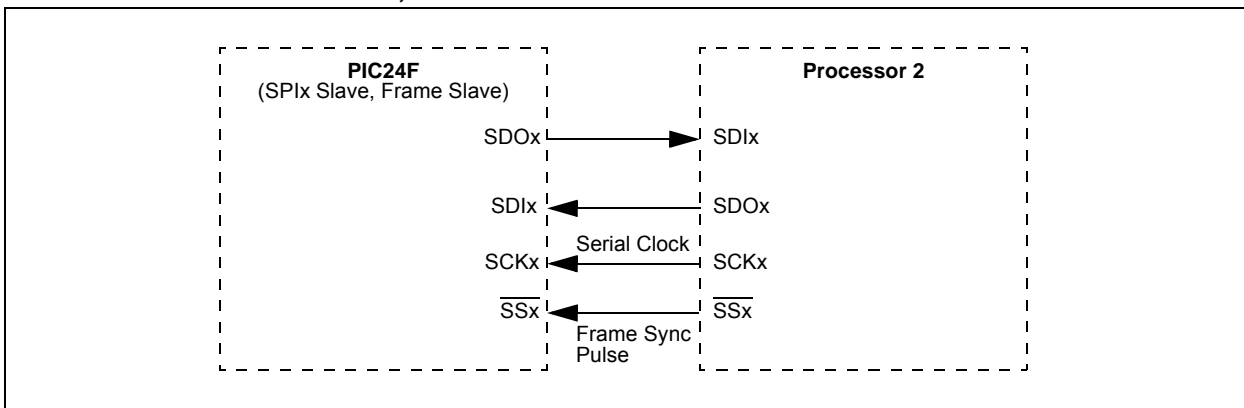 PIC24F
(SPIx Slave, Frame Slave)
Processor 2
SDOx SDIx
SDIx SDOx
Serial Clock
SCKx SCKx
SSx SSx
Frame Sync
Pulse